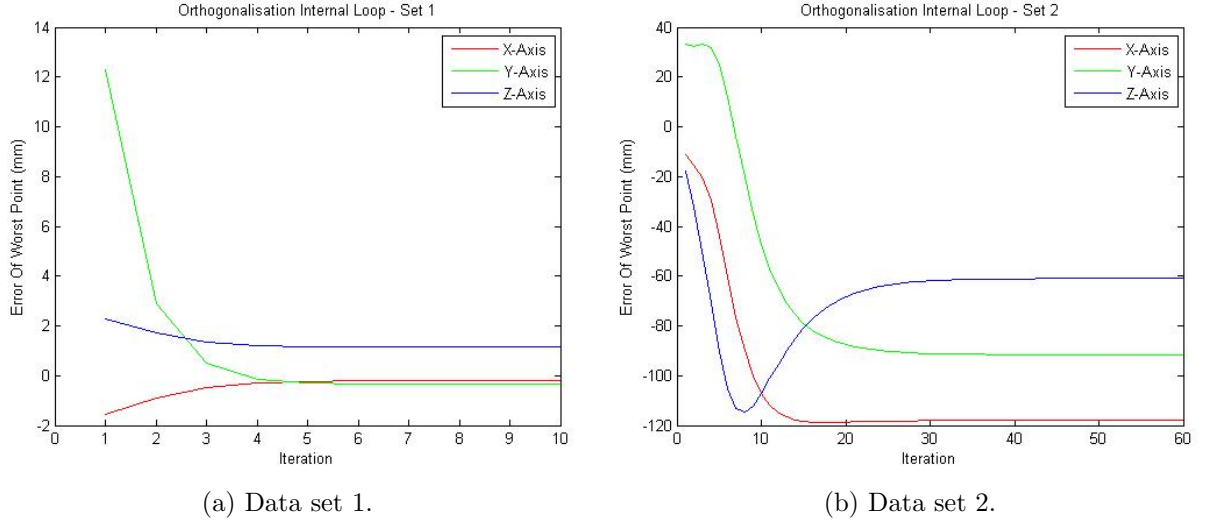 Orthogonalisation Internal Loop - Set 1
14
12
10
8
6
4
2
0
-2
Error Of Worst Point (mm)
X-Axis
Y-Axis
Z-Axis
0 1 2 3 4 5 6 7 8 9 10
Iteration
(a) Data set 1.
Orthogonalisation Internal Loop - Set 2
40
20
0
-20
-40
-60
-80
-100
-120
Error Of Worst Point (mm)
X-Axis
Y-Axis
Z-Axis
0 10 20 30 40 50 60
Iteration
(b) Data set 2.